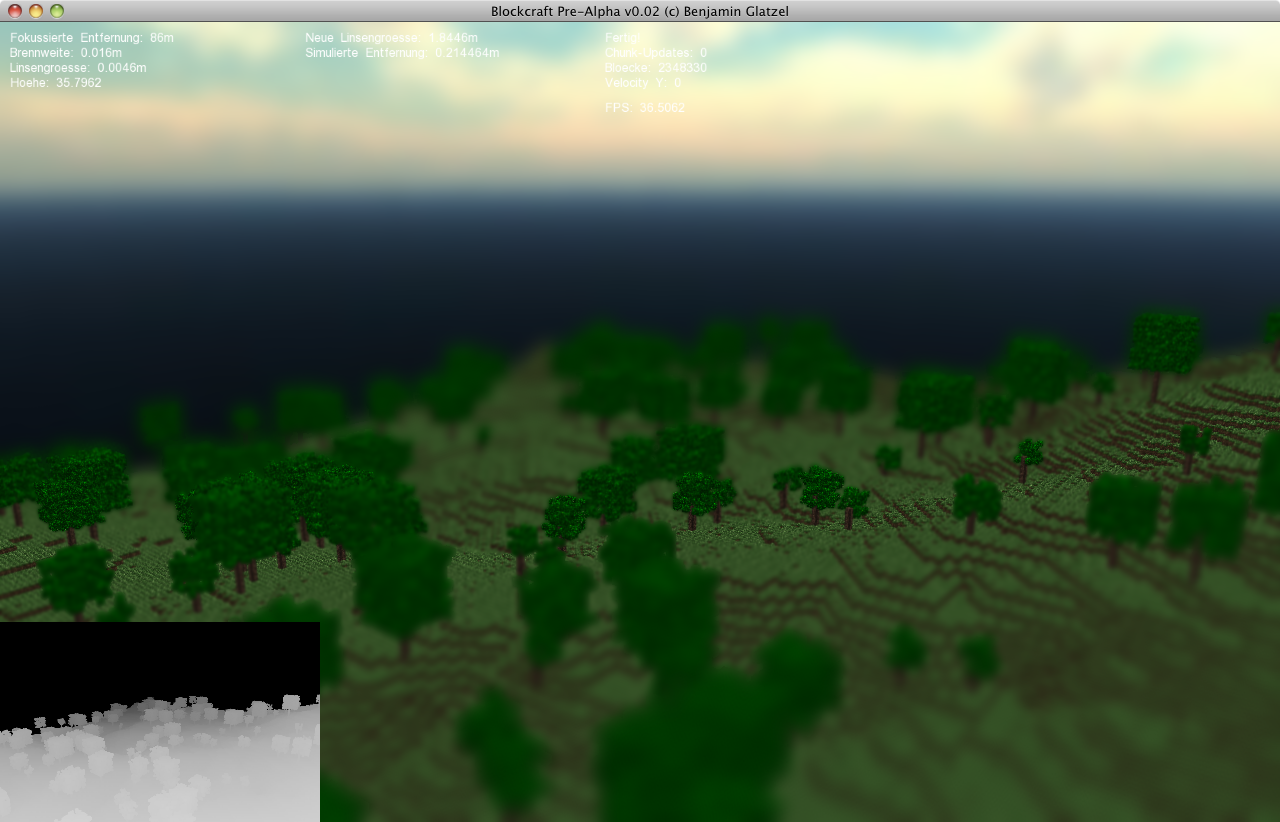 Blockcraft Pre-Alpha v0.02 (c) Benjamin Glatzel
Fokussierte Entfernung: 86m
Brennweite: 0.016m
Linsengroesse: 0.0046m
Hoehe: 35.7962
Neue Linsengroesse: 1.8446m
Simulierte Entfernung: 0.214464m
Fertig!
Chunk-Updates: 0
Bloecke: 2348330
Velocity Y: 0
FPS: 36.5062